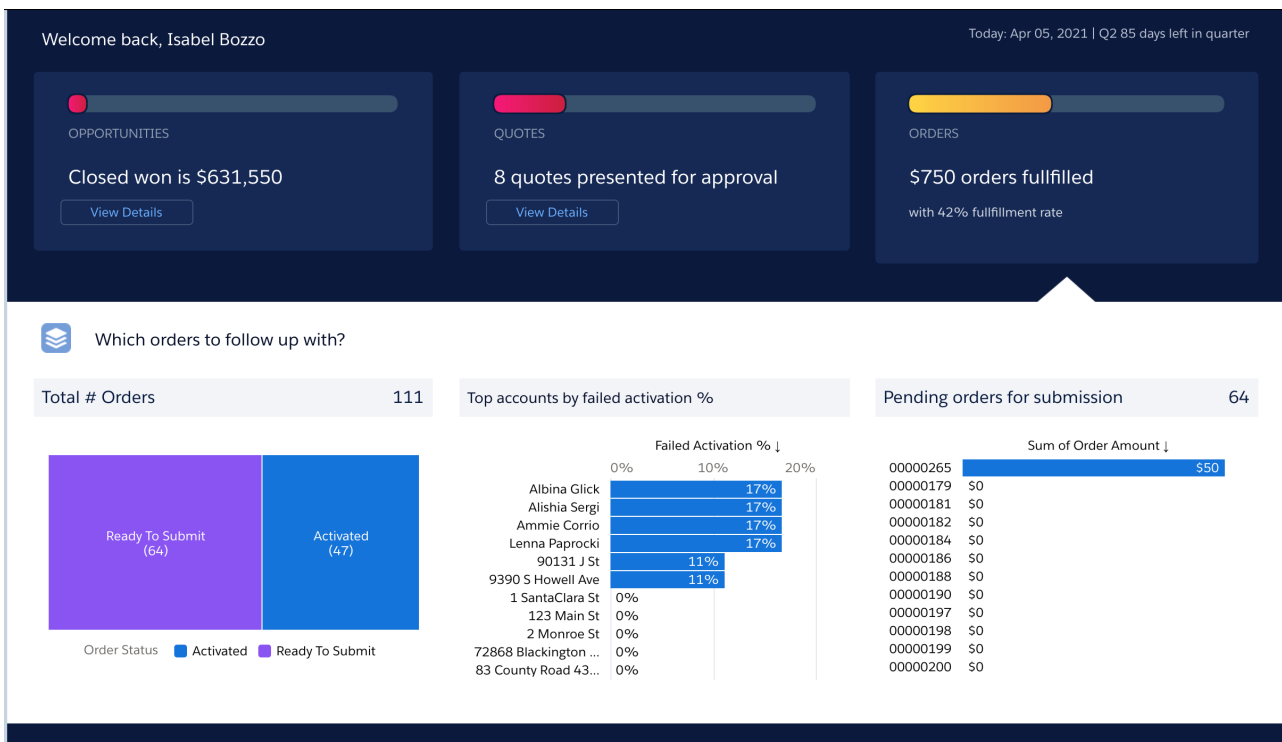 Welcome back, Isabel Bozzo
Today: Apr 05, 2021 | Q2 85 days left in quarter
OPPORTUNITIES
Closed won is $631,550
View Details
QUOTES
8 quotes presented for approval
View Details
ORDERS
$750 orders fullfilled
with 42% fullfillment rate
Which orders to follow up with?
Total # Orders 111
Ready To Submit
(64)
Activated
(47)
Order Status Activated Ready To Submit
Top accounts by failed activation %
Failed Activation % ↓
0% 10% 20%
Albina Glick 17%
Alishia Sergi 17%
Ammie Corrio 17%
Lenna Paprocki 17%
90131 J St 11%
9390 S Howell Ave 11%
1 SantaClara St 0%
123 Main St 0%
2 Monroe St 0%
72868 Blackington ... 0%
83 County Road 43... 0%
Pending orders for submission 64
Sum of Order Amount ↓
00000265 $50
00000179 $0
00000181 $0
00000182 $0
00000184 $0
00000186 $0
00000188 $0
00000190 $0
00000197 $0
00000198 $0
00000199 $0
00000200 $0